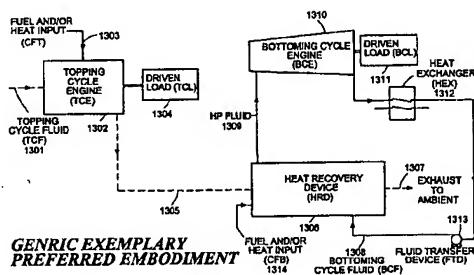 FUEL AND/OR
HEAT INPUT
(CFT)
1303
TOPPING
CYCLE
ENGINE
(TCE)
1302
DRIVEN
LOAD (TCL)
1304
TOPPING
CYCLE FLUID
(TCF)
1301
1310
BOTTOMING CYCLE
ENGINE
(BCE)
DRIVEN
LOAD (BCL)
1311
HEAT
EXCHANGER
(HEX)
1312
HP FLUID
1309
1305
HEAT RECOVERY
DEVICE
(HRD)
1306
1307
EXHAUST
TO
AMBIENT
1313
FLUID TRANSFER
DEVICE (FTD)
1308
BOTTOMING
CYCLE FLUID (BCF)
FUEL AND/OR
HEAT INPUT
(CFB)
1314
GENRIC EXEMPLARY
PREFERRED EMBODIMENT